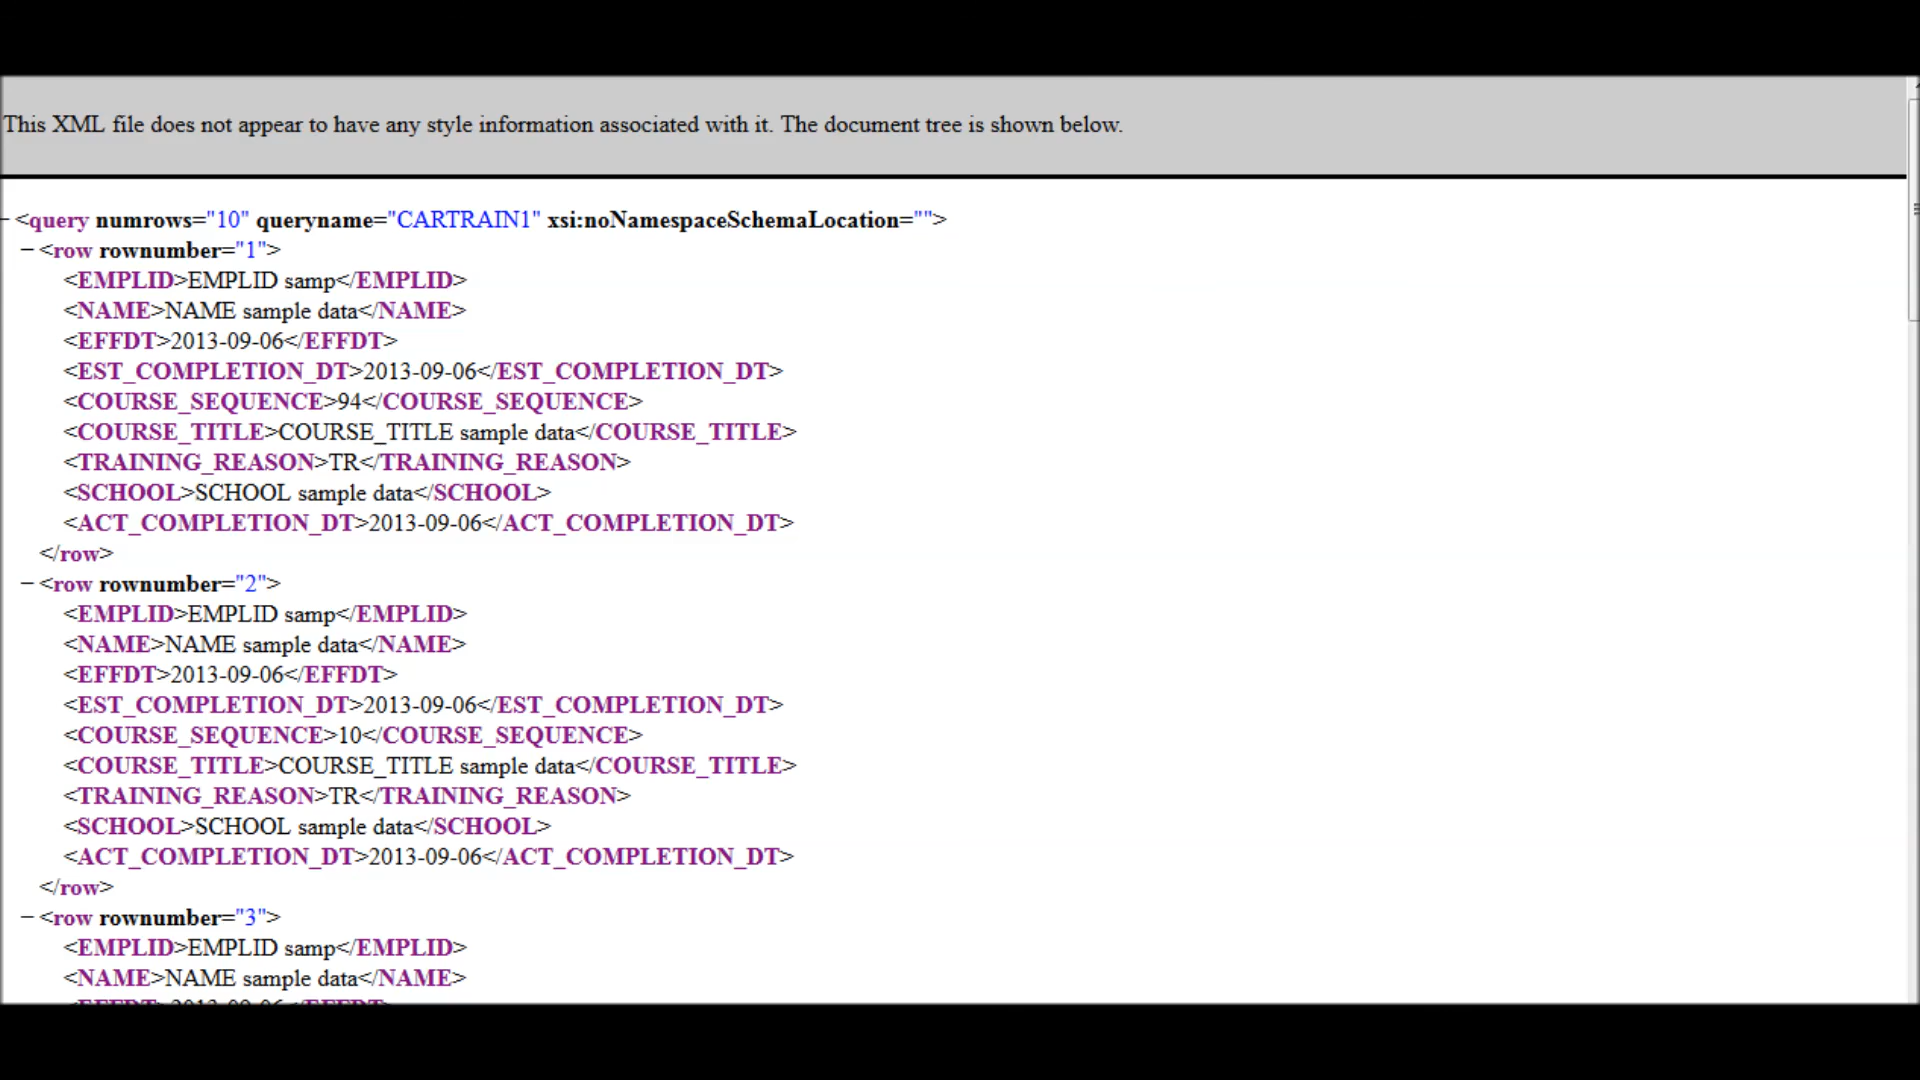 This XML file does not appear to have any style information associated with it. The document tree is shown below.
−<query numrows="10" queryname="CARTRAIN1" xsi:noNamespaceSchemaLocation="">
−<row rownumber="1">
<EMPLID>EMPLID samp</EMPLID>
<NAME>NAME sample data</NAME>
<EFFDT>2013-09-06</EFFDT>
<EST_COMPLETION_DT>2013-09-06</EST_COMPLETION_DT>
<COURSE_SEQUENCE>94</COURSE_SEQUENCE>
<COURSE_TITLE>COURSE_TITLE sample data</COURSE_TITLE>
<TRAINING_REASON>TR</TRAINING_REASON>
<SCHOOL>SCHOOL sample data</SCHOOL>
<ACT_COMPLETION_DT>2013-09-06</ACT_COMPLETION_DT>
</row>
−<row rownumber="2">
<EMPLID>EMPLID samp</EMPLID>
<NAME>NAME sample data</NAME>
<EFFDT>2013-09-06</EFFDT>
<EST_COMPLETION_DT>2013-09-06</EST_COMPLETION_DT>
<COURSE_SEQUENCE>10</COURSE_SEQUENCE>
<COURSE_TITLE>COURSE_TITLE sample data</COURSE_TITLE>
<TRAINING_REASON>TR</TRAINING_REASON>
<SCHOOL>SCHOOL sample data</SCHOOL>
<ACT_COMPLETION_DT>2013-09-06</ACT_COMPLETION_DT>
</row>
−<row rownumber="3">
<EMPLID>EMPLID samp</EMPLID>
<NAME>NAME sample data</NAME>
<EFFDT>2013-09-06</EFFDT>